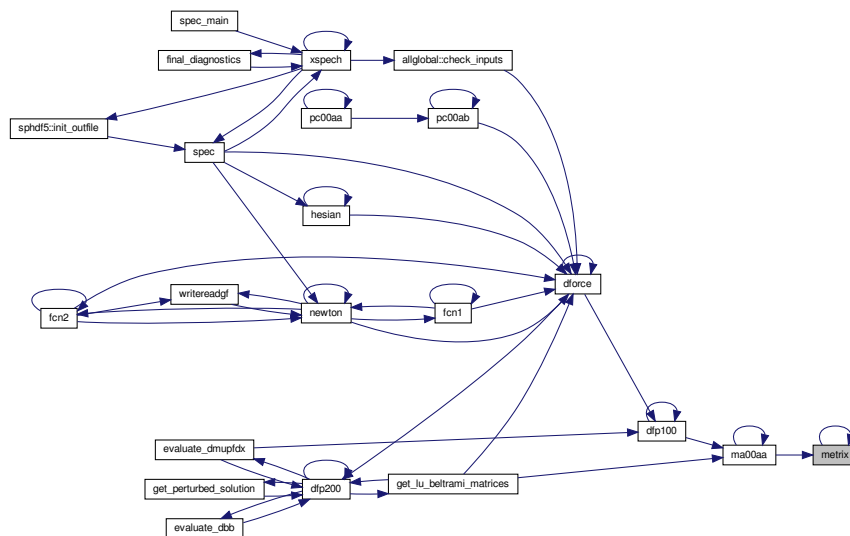 spec_main
final_diagnostics
xspech
allglobal::check_inputs
sphdf5::init_outfile
pc00aa
pc00ab
spec
hesian
dforce
writereadgf
fcn2
newton
fcn1
dfp100
evaluate_dmupfdx
ma00aa
metrix
get_perturbed_solution
dfp200
get_lu_beltrami_matrices
evaluate_dbb